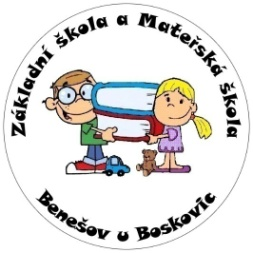 Základní škola a Mateřská škola
Benešov u Boskovic